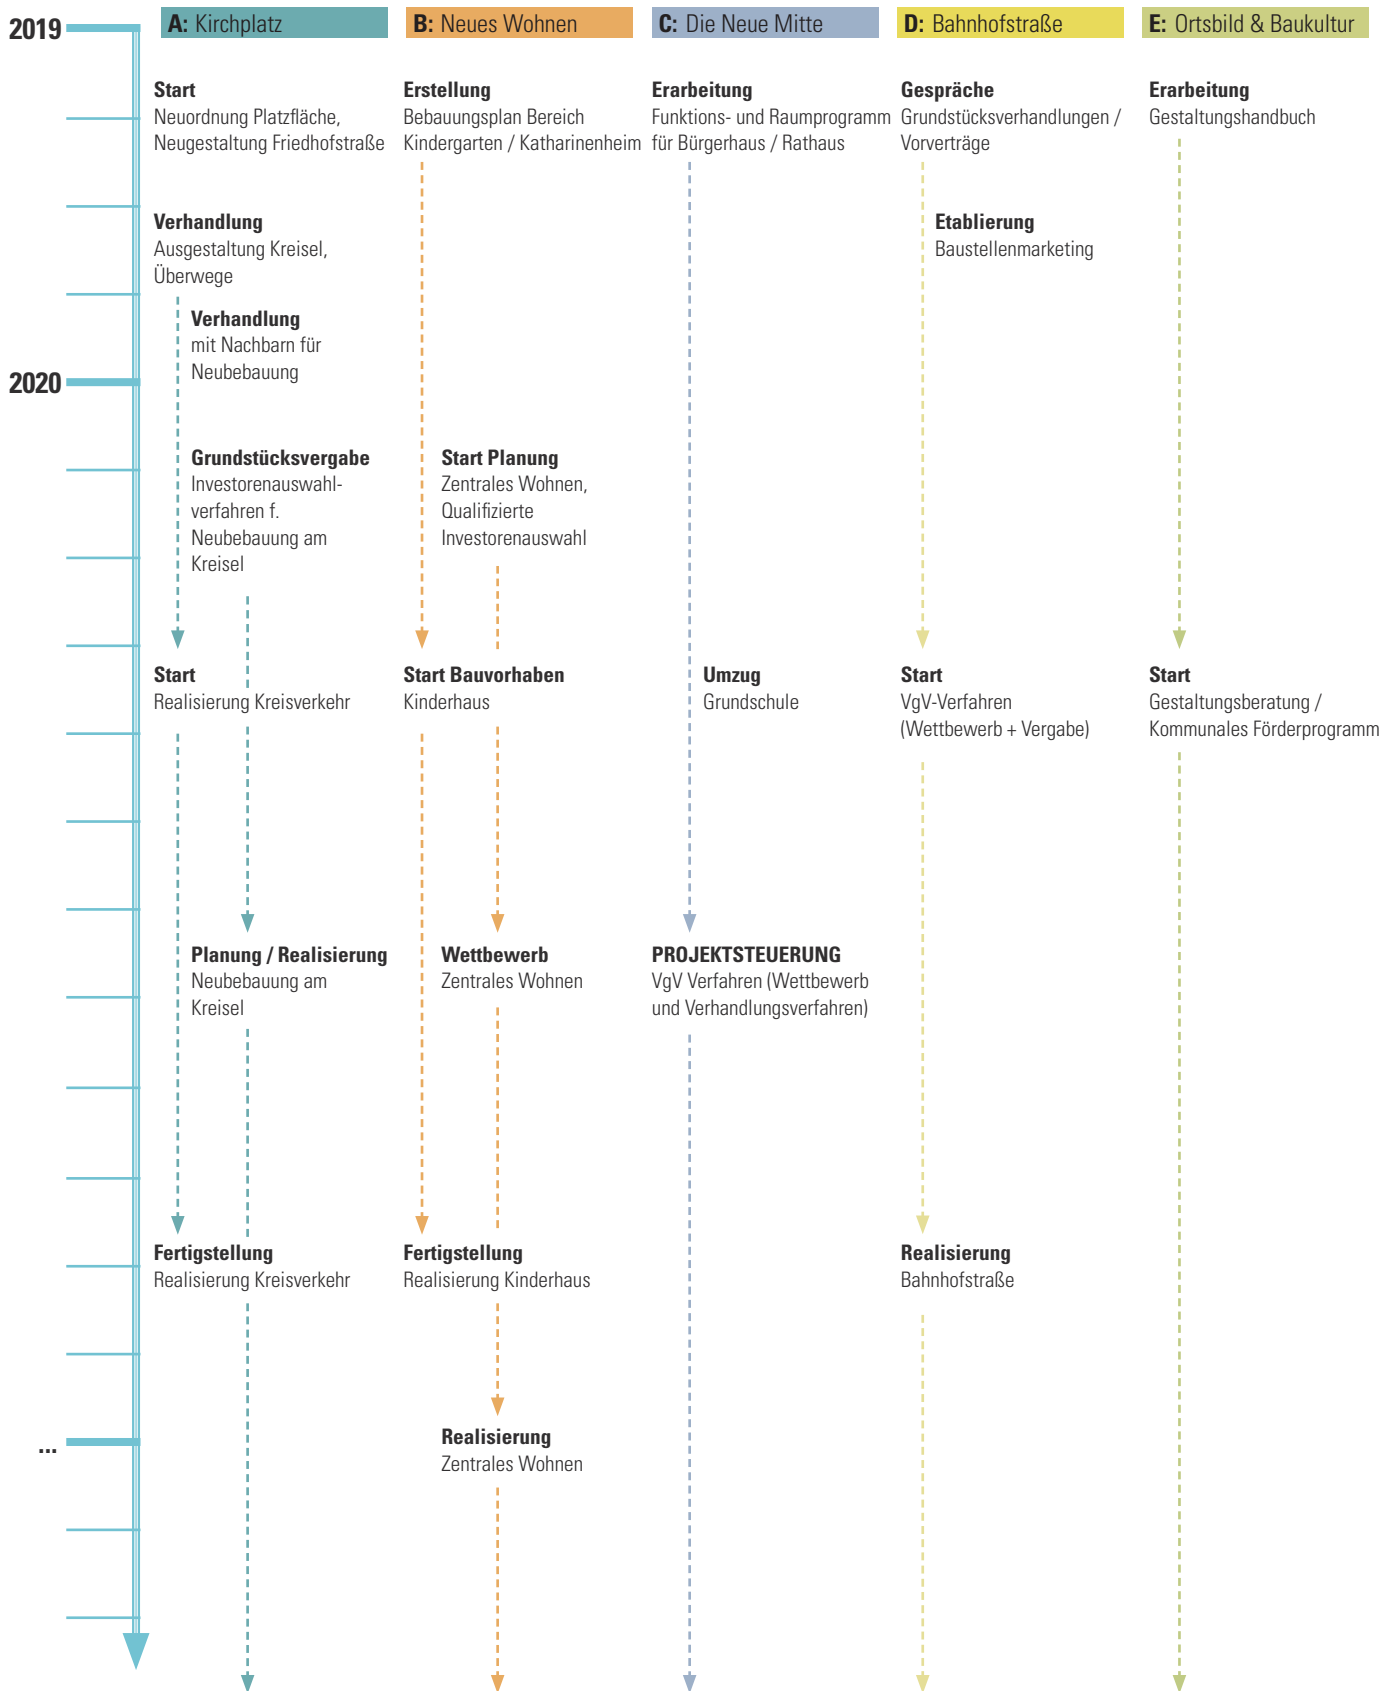 2019
A: Kirchplatz
B: Neues Wohnen
C: Die Neue Mitte
D: Bahnhofstraße
E: Ortsbild & Baukultur
Start
Neuordnung Platzfläche,
Neugestaltung Friedhofstraße
Erstellung
Bebauungsplan Bereich
Kindergarten / Katharinenheim
Erarbeitung
Funktions- und Raumprogramm
für Bürgerhaus / Rathaus
Gespräche
Grundstücksverhandlungen /
Vorverträge
Erarbeitung
Gestaltungshandbuch
Verhandlung
Ausgestaltung Kreisel,
Überwege
Etablierung
Baustellenmarketing
Verhandlung
mit Nachbarn für
Neubebauung
2020
Grundstücksvergabe
Investorenauswahl-
verfahren f.
Neubebauung am
Kreisel
Start Planung
Zentrales Wohnen,
Qualifizierte
Investorenauswahl
Start
Realisierung Kreisverkehr
Start Bauvorhaben
Kinderhaus
Umzug
Grundschule
Start
VgV-Verfahren
(Wettbewerb + Vergabe)
Start
Gestaltungsberatung /
Kommunales Förderprogramm
Planung / Realisierung
Neubebauung am
Kreisel
Wettbewerb
Zentrales Wohnen
PROJEKTSTEUERUNG
VgV Verfahren (Wettbewerb
und Verhandlungsverfahren)
Fertigstellung
Realisierung Kreisverkehr
Fertigstellung
Realisierung Kinderhaus
Realisierung
Bahnhofstraße
...
Realisierung
Zentrales Wohnen